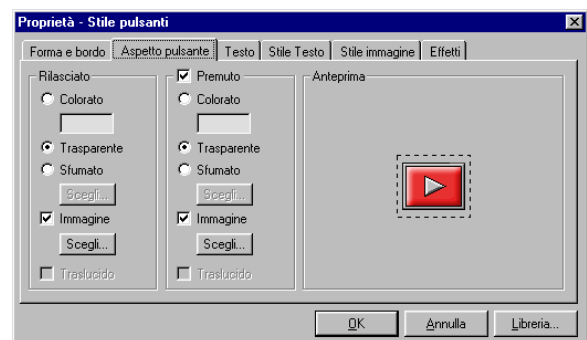 Proprietà - Stile pulsanti
Forma e bordo Aspetto pulsante Testo Stile Testo Stile immagine Effetti
Rilasciato Premuto Anteprima
Colorato Colorato
Trasparente Trasparente
Sfumato Sfumato
Scegli... Scegli...
Immagine Immagine
Scegli... Scegli...
Traslucido Traslucido
OK Annulla Libreria...